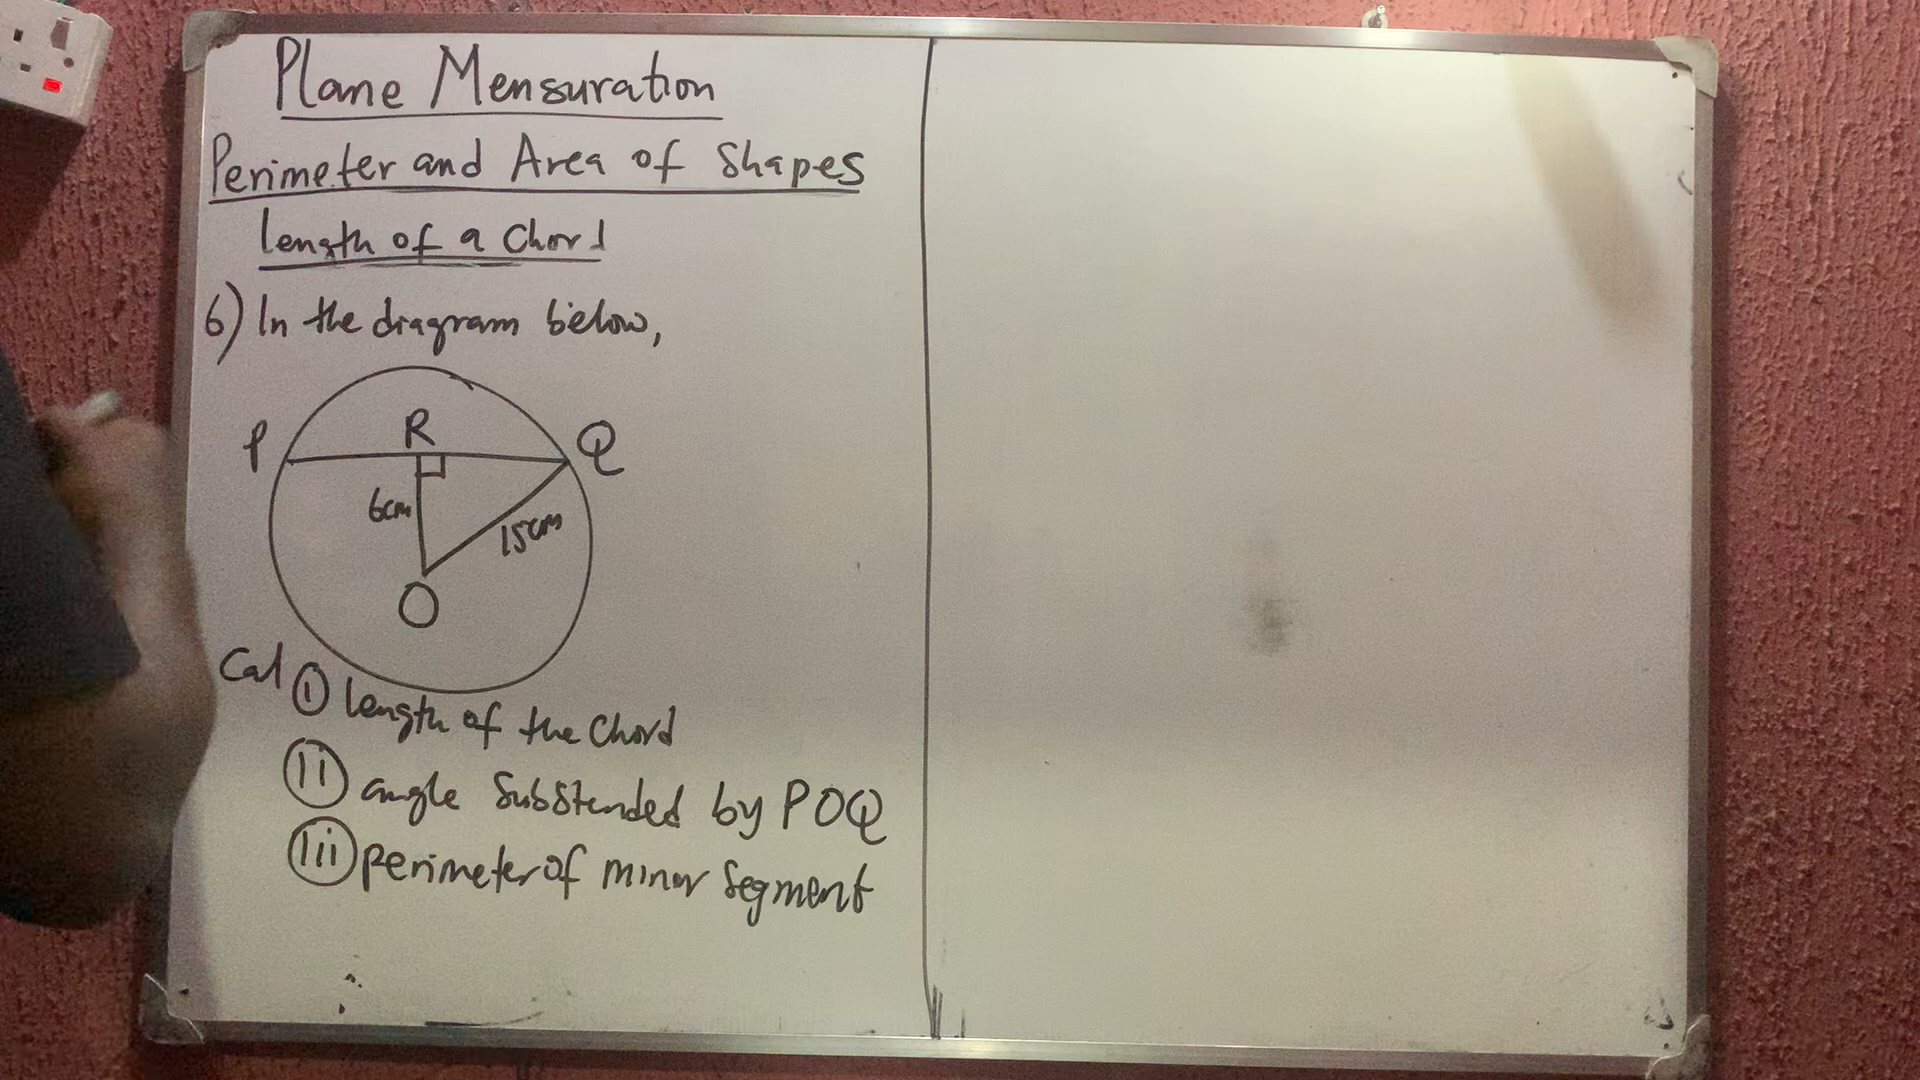 Plane Mensuration
Perimeter and Area of Shapes
Length of a Chord
6) In the diagram below,
P R Q
6cm 15cm
O
Cal (i) length of the Chord
(ii) angle Substended by POQ
(iii) perimeter of minor Segment